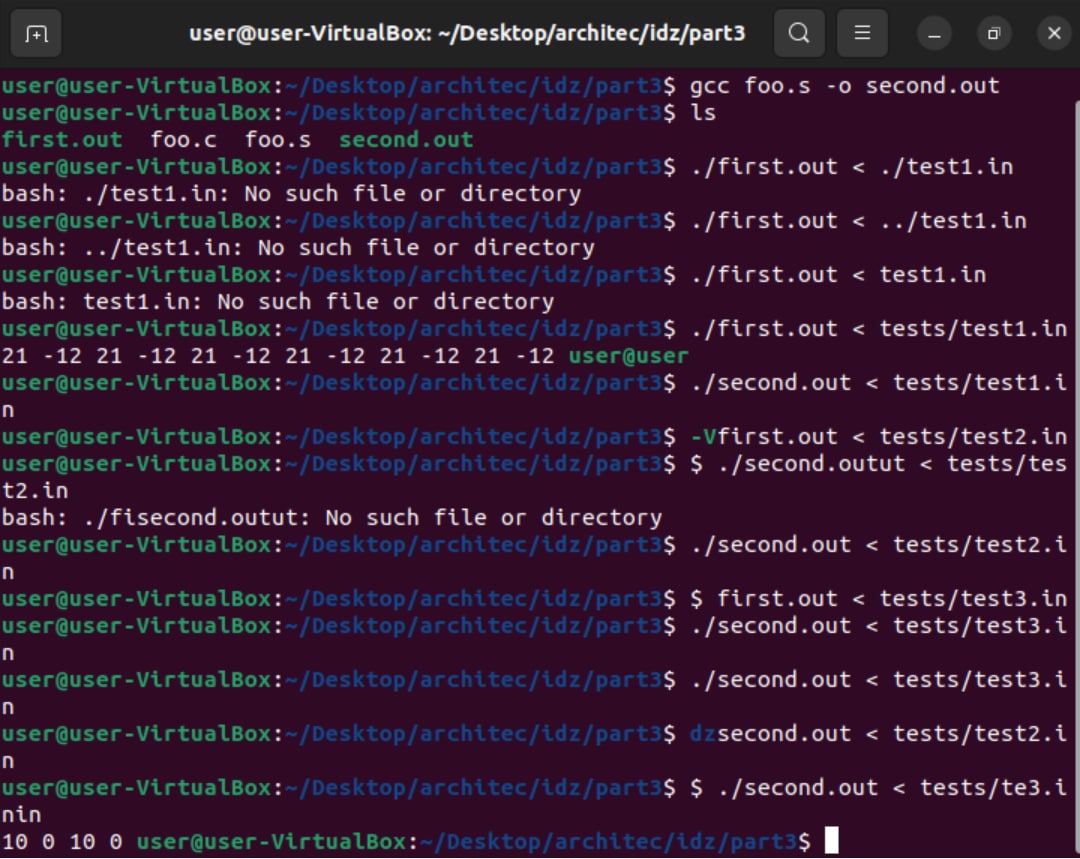 user@user-VirtualBox: ~/Desktop/architec/idz/part3
user@user-VirtualBox:~/Desktop/architec/idz/part3$ gcc foo.s -o second.out
user@user-VirtualBox:~/Desktop/architec/idz/part3$ ls
first.out  foo.c  foo.s  second.out
user@user-VirtualBox:~/Desktop/architec/idz/part3$ ./first.out < ./test1.in
bash: ./test1.in: No such file or directory
user@user-VirtualBox:~/Desktop/architec/idz/part3$ ./first.out < ../test1.in
bash: ../test1.in: No such file or directory
user@user-VirtualBox:~/Desktop/architec/idz/part3$ ./first.out < test1.in
bash: test1.in: No such file or directory
user@user-VirtualBox:~/Desktop/architec/idz/part3$ ./first.out < tests/test1.in
21 -12 21 -12 21 -12 21 -12 21 -12 21 -12 user@user
user@user-VirtualBox:~/Desktop/architec/idz/part3$ ./second.out < tests/test1.i
n
user@user-VirtualBox:~/Desktop/architec/idz/part3$ -Vfirst.out < tests/test2.in
user@user-VirtualBox:~/Desktop/architec/idz/part3$ $ ./second.outut < tests/tes
t2.in
bash: ./fisecond.outut: No such file or directory
user@user-VirtualBox:~/Desktop/architec/idz/part3$ ./second.out < tests/test2.i
n
user@user-VirtualBox:~/Desktop/architec/idz/part3$ $ first.out < tests/test3.in
user@user-VirtualBox:~/Desktop/architec/idz/part3$ ./second.out < tests/test3.i
n
user@user-VirtualBox:~/Desktop/architec/idz/part3$ ./second.out < tests/test3.i
n
user@user-VirtualBox:~/Desktop/architec/idz/part3$ dzsecond.out < tests/test2.i
n
user@user-VirtualBox:~/Desktop/architec/idz/part3$ $ ./second.out < tests/te3.i
nin
10 0 10 0 user@user-VirtualBox:~/Desktop/architec/idz/part3$